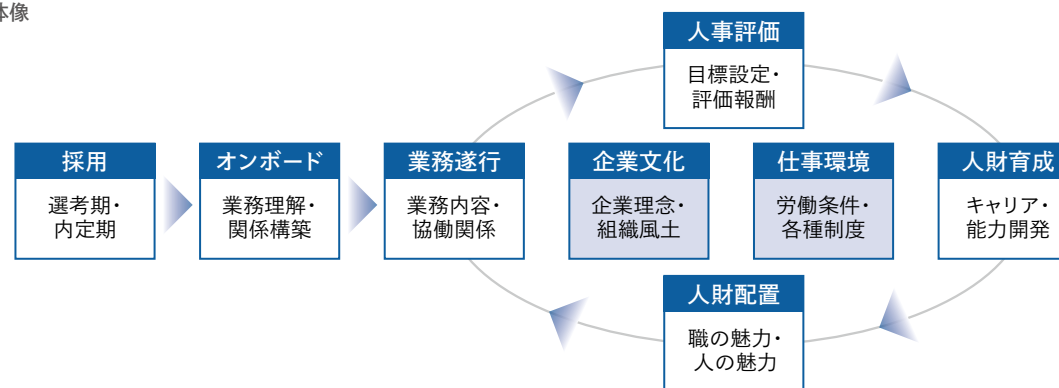 体像
人事評価
目標設定・
評価報酬
採用
選考期・
内定期
オンボード
業務理解・
関係構築
業務遂行
業務内容・
協働関係
企業文化
企業理念・
組織風土
仕事環境
労働条件・
各種制度
人財育成
キャリア・
能力開発
人財配置
職の魅力・
人の魅力